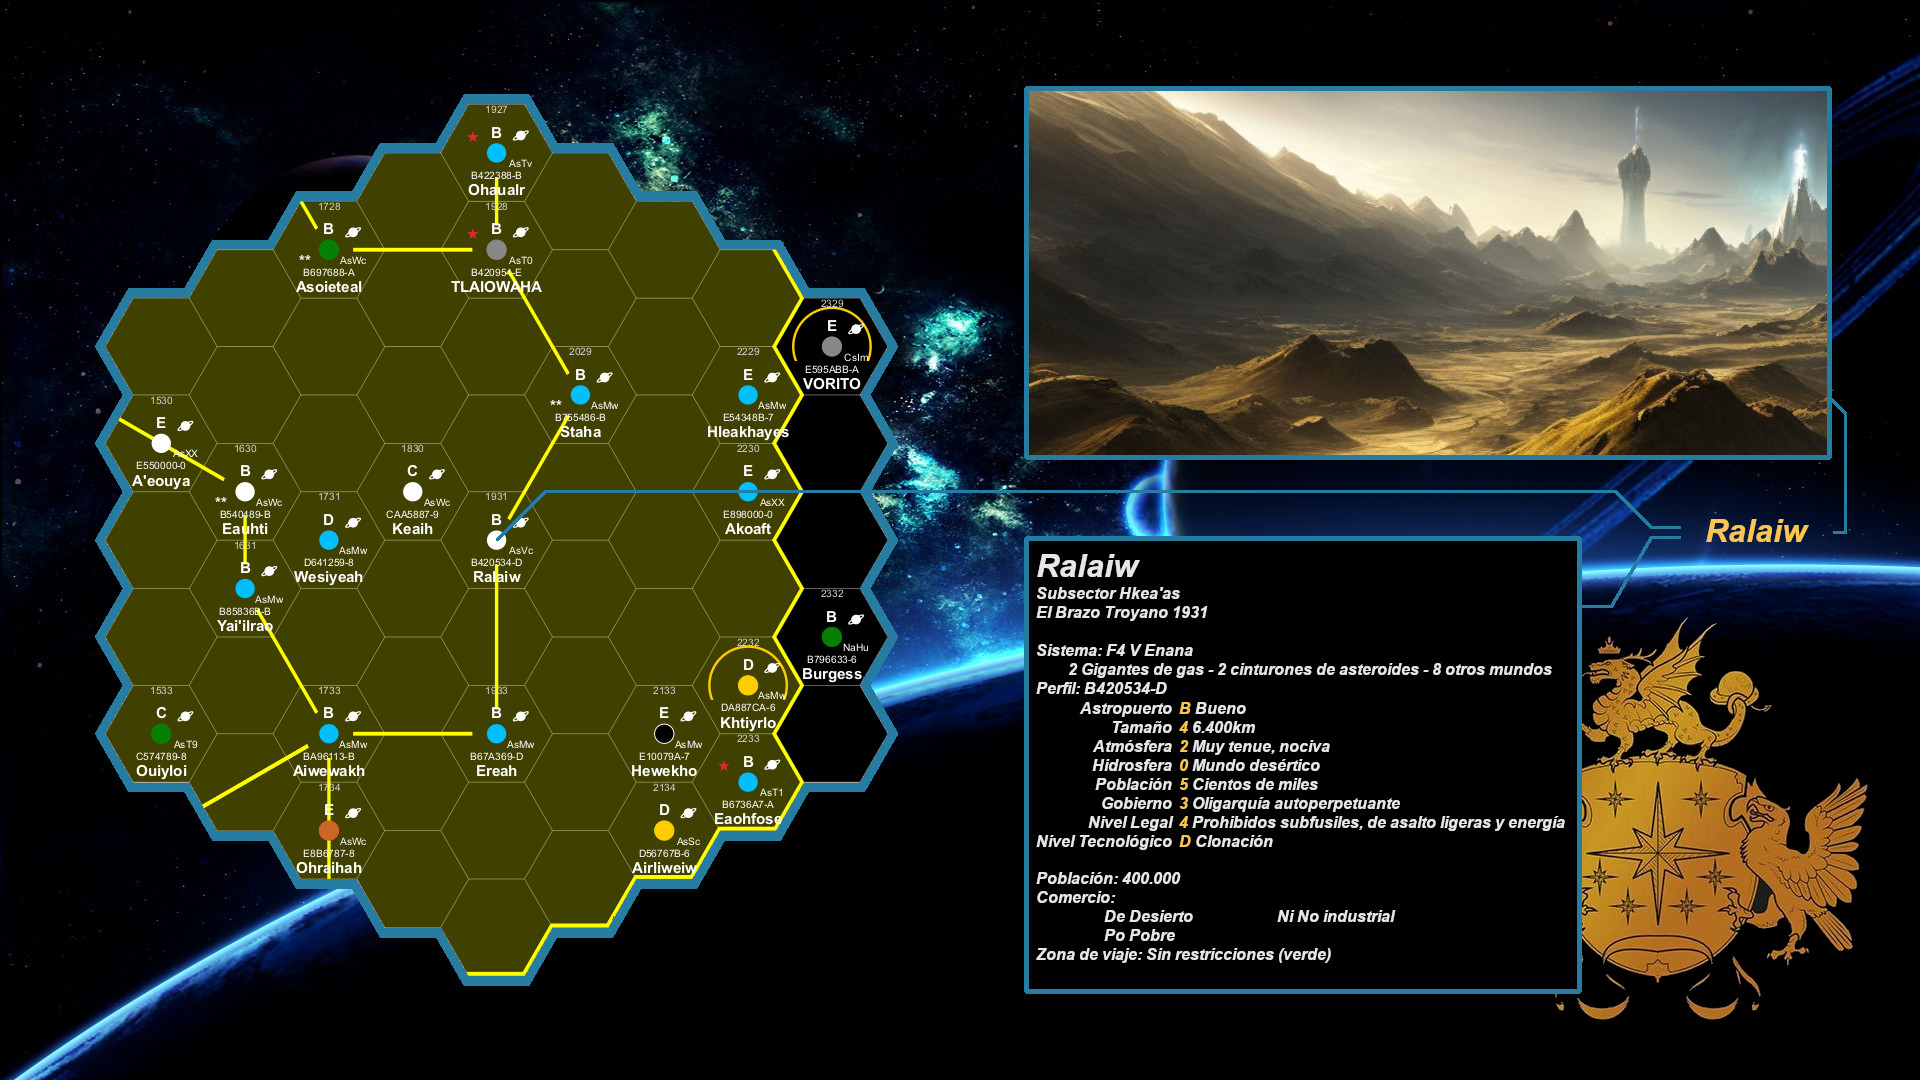 1927
B
AsTv
B422388-B
Ohaualr
1728
B
**
AsWc
B697688-A
Asoieteal
1928
B
AsT0
B420954-E
TLAIOWAHA
2329
E
CsIm
E595ABB-A
VORITO
2029
B
**
AsMw
B755486-B
Staha
2229
E
AsMw
E54348B-7
Hleakhayes
1530
E
AsXX
E550000-0
A'eouya
1630
B
**
AsWc
B540489-B
Eauhti
1830
C
AsWc
CAA5887-9
Keaih
2230
E
AsXX
E898000-0
Akoaft
1731
D
AsMw
D641259-8
Wesiyeah
1931
B
AsVc
B420534-D
Ralaiw
1631
B
AsMw
Yai'ilrao
2332
B
NaHu
B796633-6
Burgess
2232
D
AsMw
DA887CA-6
Khtiyrlo
1533
C
AsT9
C574789-8
Ouiyloi
1733
B
AsMw
BA96113-B
Aiwewakh
1933
B
AsMw
B67A369-D
Ereah
2133
E
AsMw
E10079A-7
Hewekho
2233
B
AsT1
B6736A7-A
Eaohfose
1734
E
AsWc
E8B6787-8
Ohraihah
2134
D
AsSc
D56767B-6
Airliweiw
Ralaiw
Ralaiw
Subsector Hkea'as
El Brazo Troyano 1931
Sistema: F4 V Enana
2 Gigantes de gas - 2 cinturones de asteroides - 8 otros mundos
Perfil: B420534-D
Astropuerto B Bueno
Tamaño 4 6.400km
Atmósfera 2 Muy tenue, nociva
Hidrosfera 0 Mundo desértico
Población 5 Cientos de miles
Gobierno 3 Oligarquía autoperpetuante
Nivel Legal 4 Prohibidos subfusiles, de asalto ligeras y energía
Nivel Tecnológico D Clonación
Población: 400.000
Comercio:
De Desierto Ni No industrial
Po Pobre
Zona de viaje: Sin restricciones (verde)